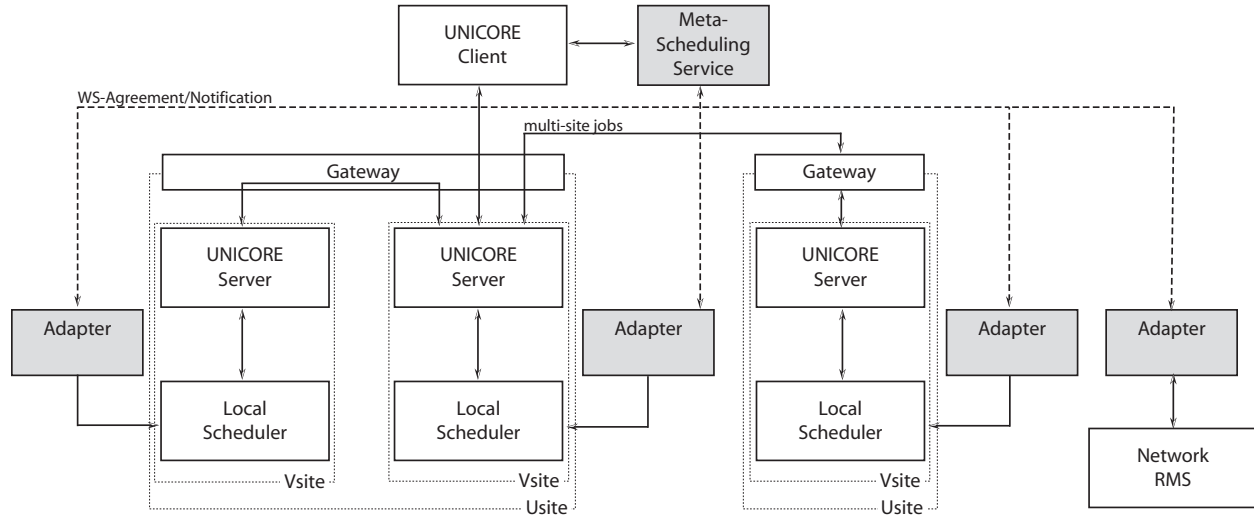 UNICORE
Client
Meta-
Scheduling
Service
WS-Agreement/Notification
multi-site jobs
Gateway
Gateway
UNICORE
Server
UNICORE
Server
UNICORE
Server
Adapter
Adapter
Adapter
Adapter
Local
Scheduler
Local
Scheduler
Local
Scheduler
Network
RMS
Vsite
Vsite
Vsite
Usite
Usite